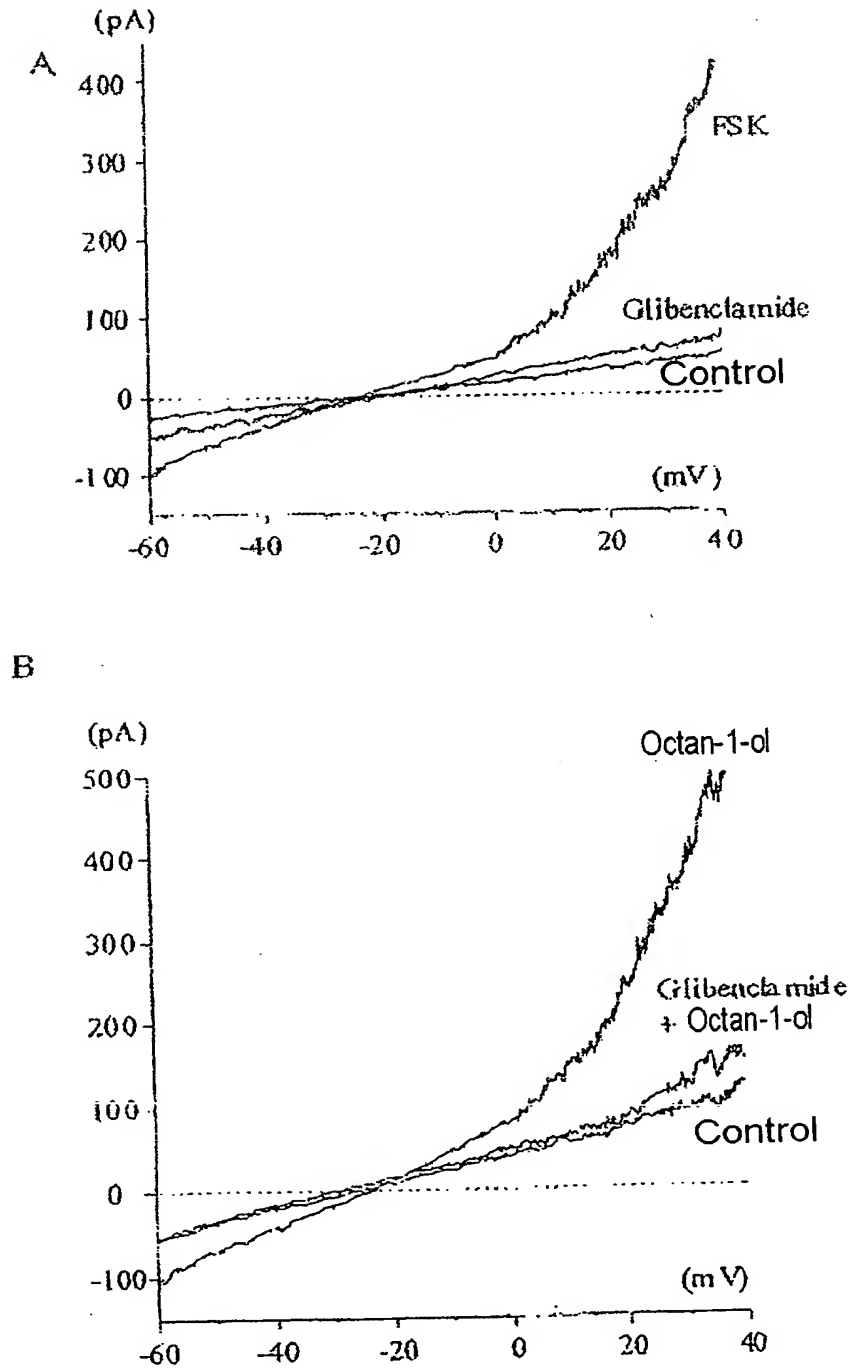 (pA)
A
400
FSK
300
200
100
Glibenclamide
Control
0
-100
(mV)
-60 -40 -20 0 20 40
B
(pA)
Octan-1-ol
500
400
300
Glibenclamide
200
+ Octan-1-ol
100
Control
0
-100
(mV)
-60 -40 -20 0 20 40